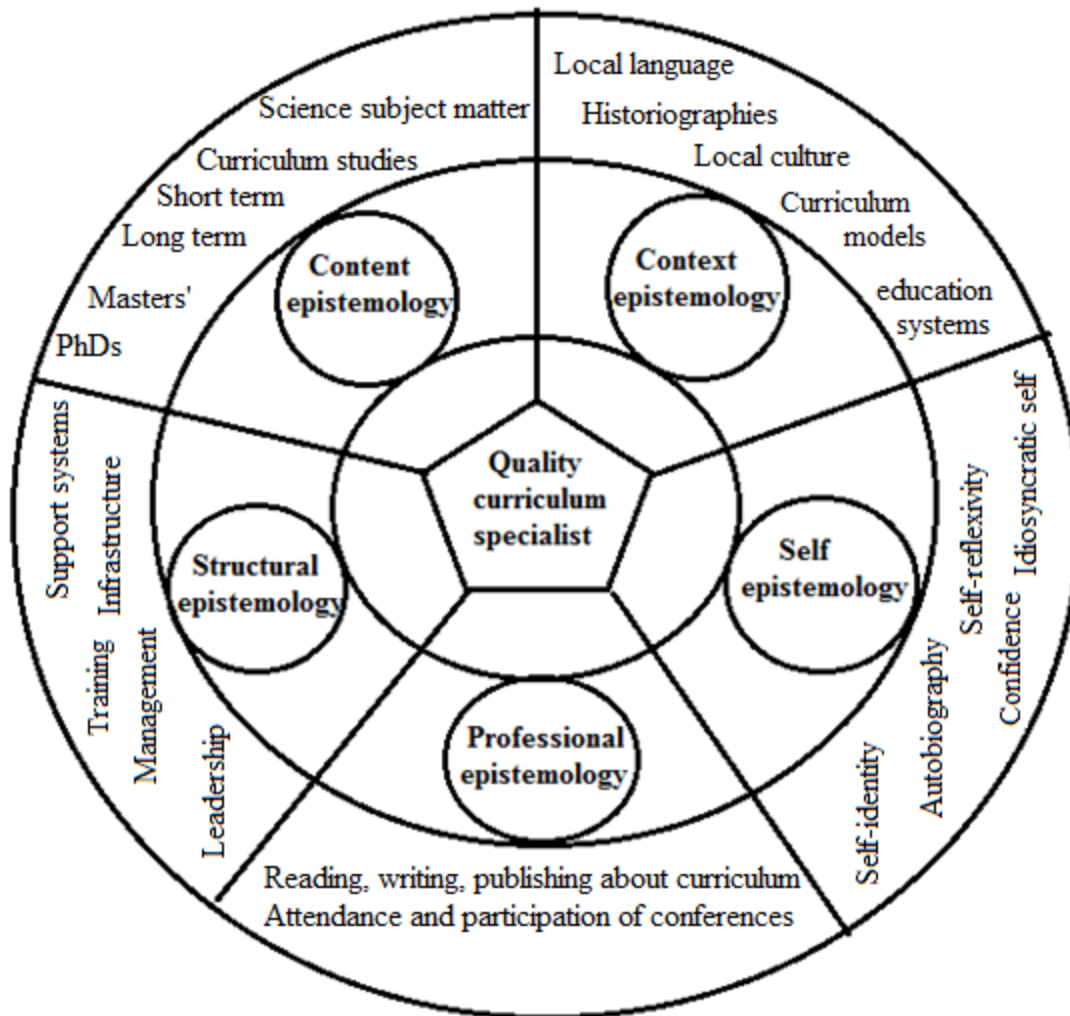 Science subject matter
Curriculum studies
Short term
Long term
Masters'
PhDs
Content
epistemology
Local language
Historiographies
Local culture
Curriculum
models
education
systems
Context
epistemology
Quality
curriculum
specialist
Support systems
Infrastructure
Training
Management
Leadership
Structural
epistemology
Self
epistemology
Idiosyncratic self
Self-reflexivity
Confidence
Autobiography
Self-identity
Professional
epistemology
Reading, writing, publishing about curriculum
Attendance and participation of conferences